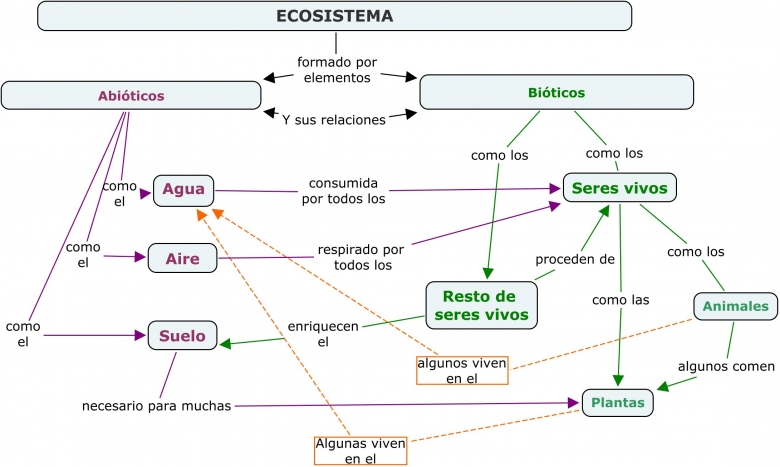 ECOSISTEMA
formado por
elementos
Abióticos
Bióticos
Y sus relaciones
como los
como los
como
el
Agua
consumida
por todos los
Seres vivos
como
el
Aire
respirado por
todos los
proceden de
como los
Resto de
seres vivos
como las
Animales
como
el
Suelo
enriquecen
el
algunos viven
en el
algunos comen
necesario para muchas
Plantas
Algunas viven
en el